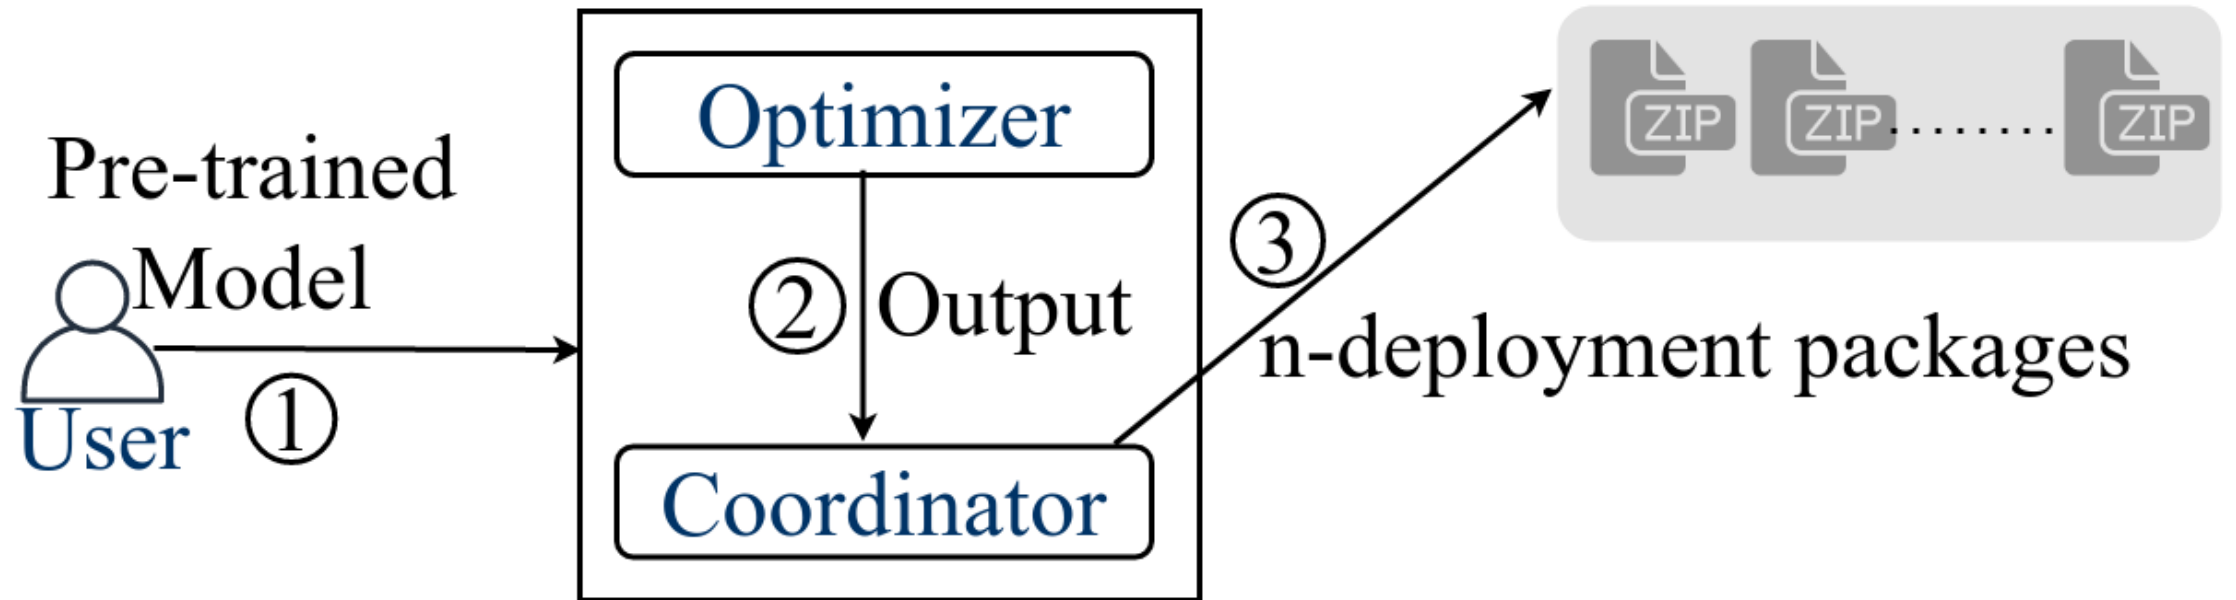 Pre-trained
Model
User
①
Optimizer
②
Output
Coordinator
③
ZIP
ZIP
........
ZIP
n-deployment packages